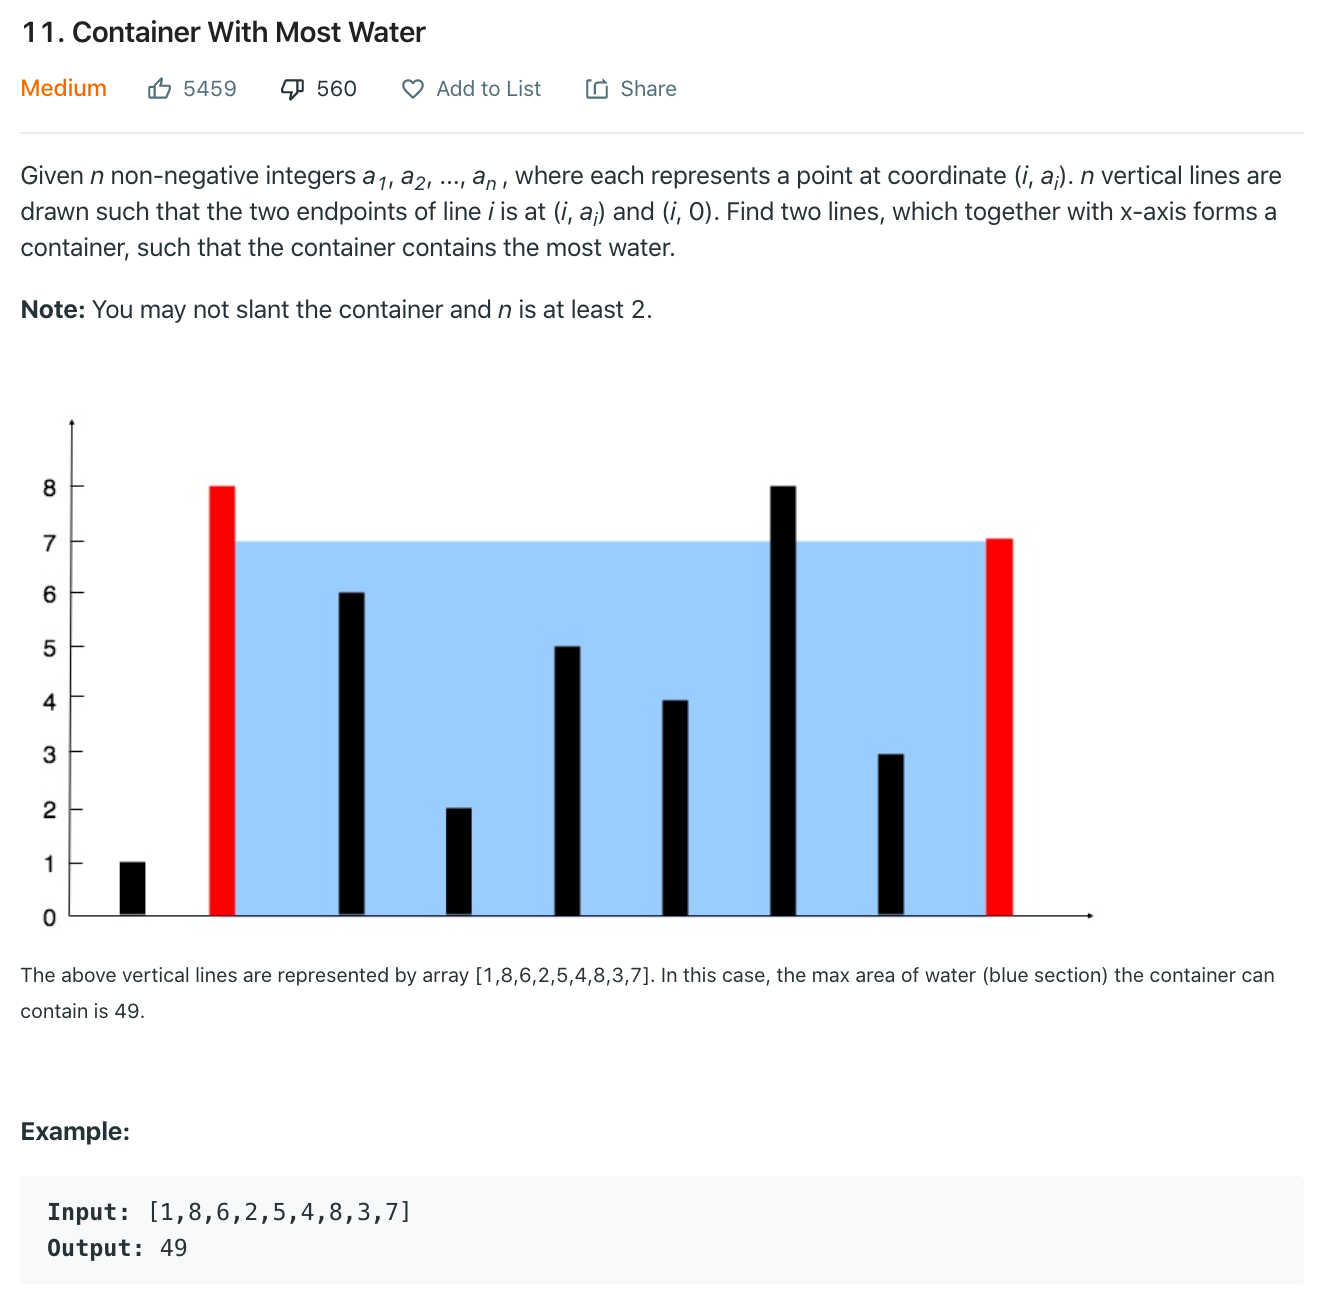 11. Container With Most Water
Medium 5459 560 Add to List Share
Given n non-negative integers a1, a2, ..., an , where each represents a point at coordinate (i, ai). n vertical lines are
drawn such that the two endpoints of line i is at (i, ai) and (i, 0). Find two lines, which together with x-axis forms a
container, such that the container contains the most water.
Note: You may not slant the container and n is at least 2.
8
7
6
5
4
3
2
1
0
The above vertical lines are represented by array [1,8,6,2,5,4,8,3,7]. In this case, the max area of water (blue section) the container can
contain is 49.
Example:
Input: [1,8,6,2,5,4,8,3,7]
Output: 49